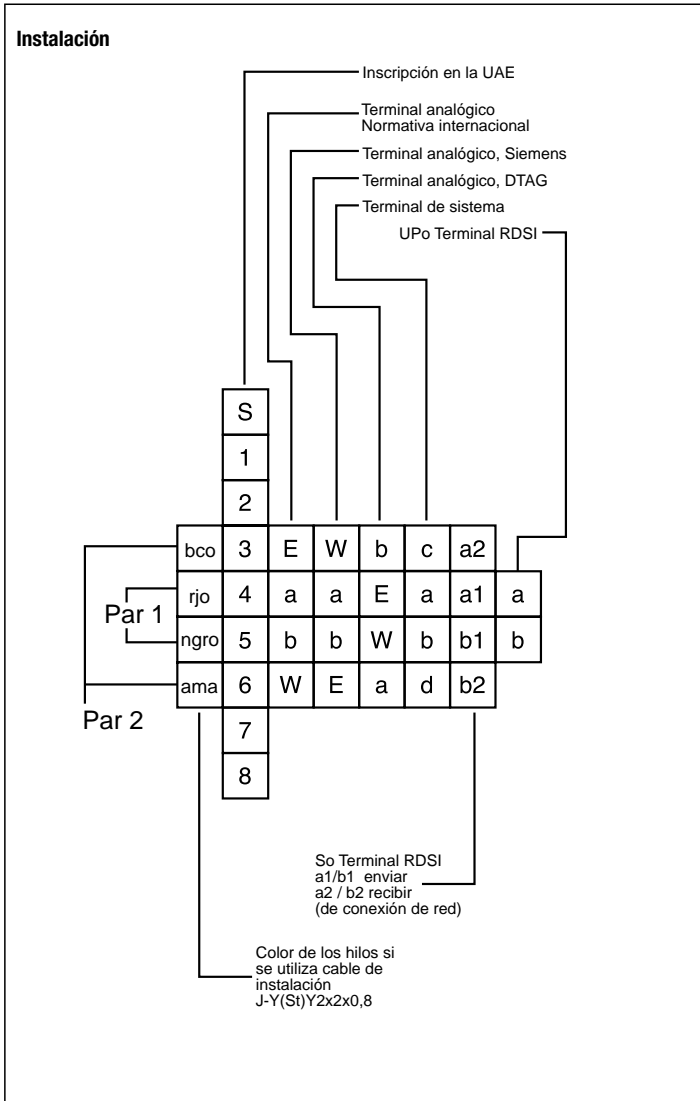 Instalación
Inscripción en la UAE
Terminal analógico
Normativa internacional
Terminal analógico, Siemens
Terminal analógico, DTAG
Terminal de sistema
UPo Terminal RDSI
S
1
2
bco 3 E W b c a2
rjo 4 a a E a a1 a
Par 1
ngro 5 b b W b b1 b
ama 6 W E a d b2
Par 2
7
8
So Terminal RDSI
a1/b1 enviar
a2 / b2 recibir
(de conexión de red)
Color de los hilos si
se utiliza cable de
instalación
J-Y(St)Y2x2x0,8